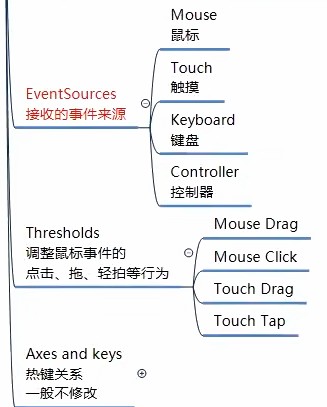 EventSources
接收的事件来源
Mouse
鼠标
Touch
触摸
Keyboard
键盘
Controller
控制器
Thresholds
调整鼠标事件的
点击、拖、轻拍等行为
Mouse Drag
Mouse Click
Touch Drag
Touch Tap
Axes and keys
热键关系
一般不修改